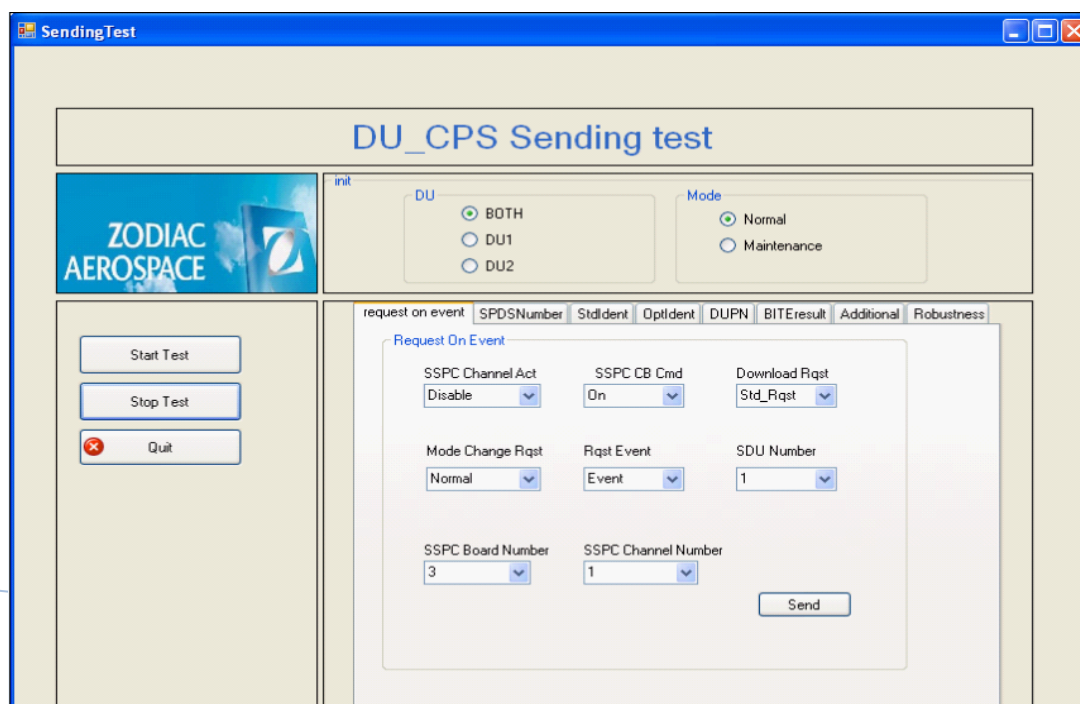 SendingTest
DU_CPS Sending test
ZODIAC
AEROSPACE
init
DU
BOTH
DU1
DU2
Mode
Normal
Maintenance
Start Test
Stop Test
Quit
request on event SPDSNumber StdIdent OptIdent DUPN BITEresult Additional Robustness
Request On Event
SSPC Channel Act SSPC CB Cmd Download Rqst
Disable On Std_Rqst
Mode Change Rqst Rqst Event SDU Number
Normal Event 1
SSPC Board Number SSPC Channel Number
3 1
Send